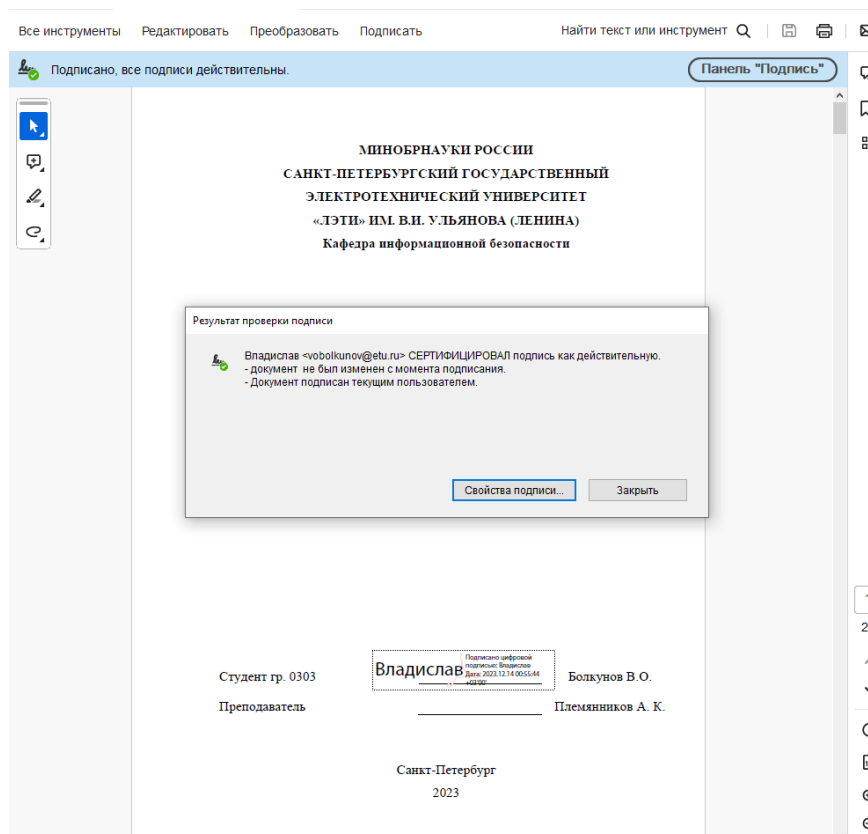 Все инструменты Редактировать Преобразовать Подписать Найти текст или инструмент
Подписано, все подписи действительны. Панель "Подпись"
МИНОБРНАУКИ РОССИИ
САНКТ-ПЕТЕРБУРГСКИЙ ГОСУДАРСТВЕННЫЙ
ЭЛЕКТРОТЕХНИЧЕСКИЙ УНИВЕРСИТЕТ
«ЛЭТИ» ИМ. В.И. УЛЬЯНОВА (ЛЕНИНА)
Кафедра информационной безопасности
Результат проверки подписи
Владислав <vobolkunov@etu.ru> СЕРТИФИЦИРОВАЛ подпись как действительную.
- документ не был изменен с момента подписания.
- Документ подписан текущим пользователем.
Свойства подписи... Закрыть
Студент гр. 0303
Владислав
Подписано цифровой
подписью: Владислав
Дата: 2023.12.14 00:55:44
+03'00'
Болкунов В.О.
Преподаватель Племянников А. К.
Санкт-Петербург
2023